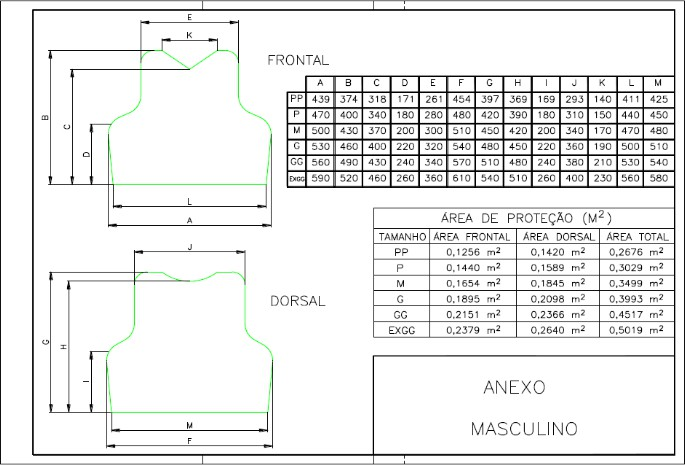 E
K
FRONTAL
B
C
D
L
A
A B C D E F G H I J K L M
PP 439 374 318 171 261 454 397 369 169 293 140 411 425
P 470 400 340 180 280 480 420 390 180 310 150 440 450
M 500 430 370 200 300 510 450 420 200 340 170 470 480
G 530 460 400 220 320 540 480 450 220 360 190 500 510
GG 560 490 430 240 340 570 510 480 240 380 210 530 540
EXGG 590 520 460 260 360 610 540 510 260 400 230 560 580
ÁREA DE PROTEÇÃO (M²)
TAMANHO ÁREA FRONTAL ÁREA DORSAL ÁREA TOTAL
PP 0,1256 m² 0,1420 m² 0,2676 m²
P 0,1440 m² 0,1589 m² 0,3029 m²
M 0,1654 m² 0,1845 m² 0,3499 m²
G 0,1895 m² 0,2098 m² 0,3993 m²
GG 0,2151 m² 0,2366 m² 0,4517 m²
EXGG 0,2379 m² 0,2640 m² 0,5019 m²
J
DORSAL
G
H
I
M
F
ANEXO
MASCULINO